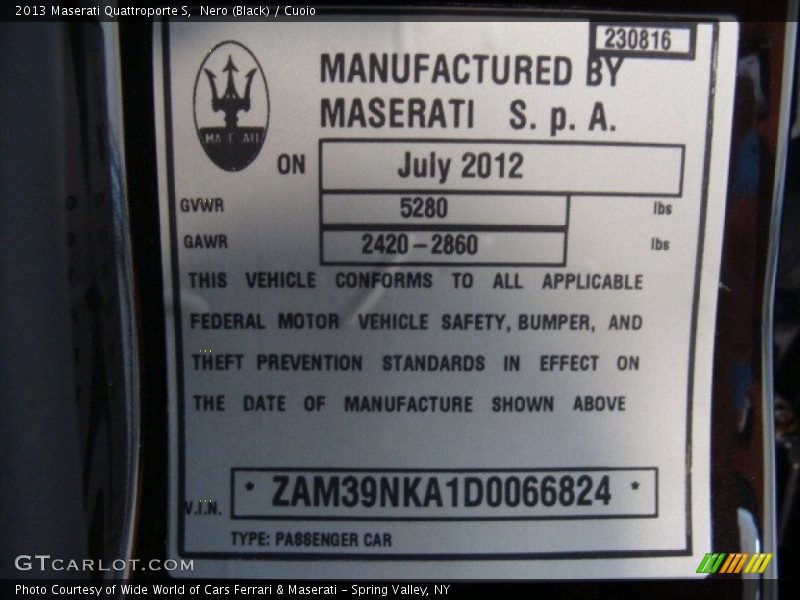 2013 Maserati Quattroporte S,  Nero (Black) / Cuoio
230816
MANUFACTURED BY
MASERATI S. p. A.
ON July 2012
GVWR 5280 lbs
GAWR 2420-2860 lbs
THIS VEHICLE CONFORMS TO ALL APPLICABLE
FEDERAL MOTOR VEHICLE SAFETY, BUMPER, AND
THEFT PREVENTION STANDARDS IN EFFECT ON
THE DATE OF MANUFACTURE SHOWN ABOVE
V.I.N. * ZAM39NKA1D0066824 *
TYPE: PASSENGER CAR
GTCARLOT.COM
Photo Courtesy of Wide World of Cars Ferrari & Maserati - Spring Valley, NY